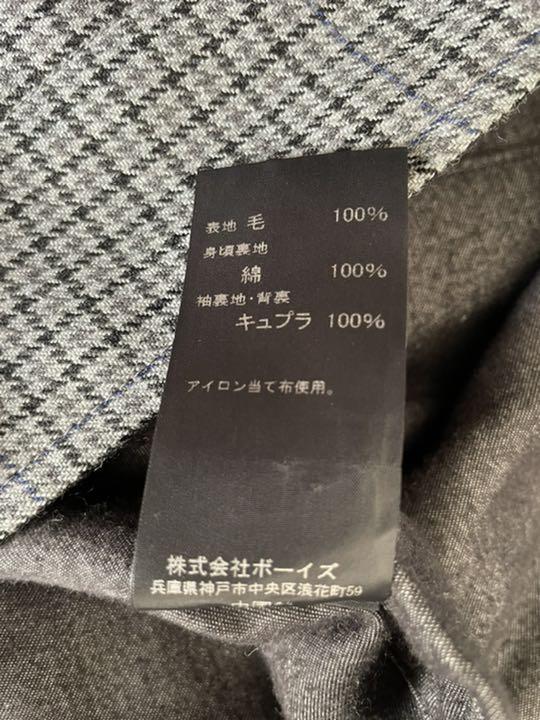 表地 毛 100%
身頃裏地
綿 100%
袖裏地・背裏
キュプラ 100%
アイロン当て布使用。
株式会社ボーイズ
兵庫県神戸市中央区浪花町59